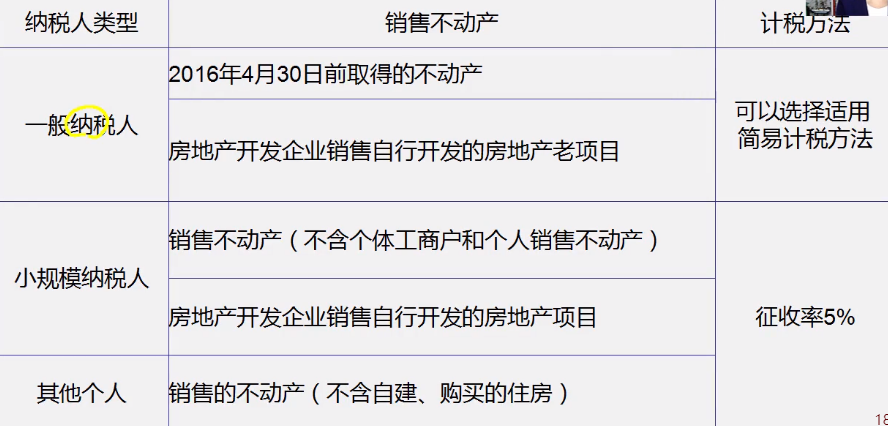 纳税人类型
销售不动产
计税方法
一般纳税人
2016年4月30日前取得的不动产
房地产开发企业销售自行开发的房地产老项目
可以选择适用
简易计税方法
小规模纳税人
销售不动产（不含个体工商户和个人销售不动产）
房地产开发企业销售自行开发的房地产项目
征收率5%
其他个人
销售的不动产（不含自建、购买的住房）
18